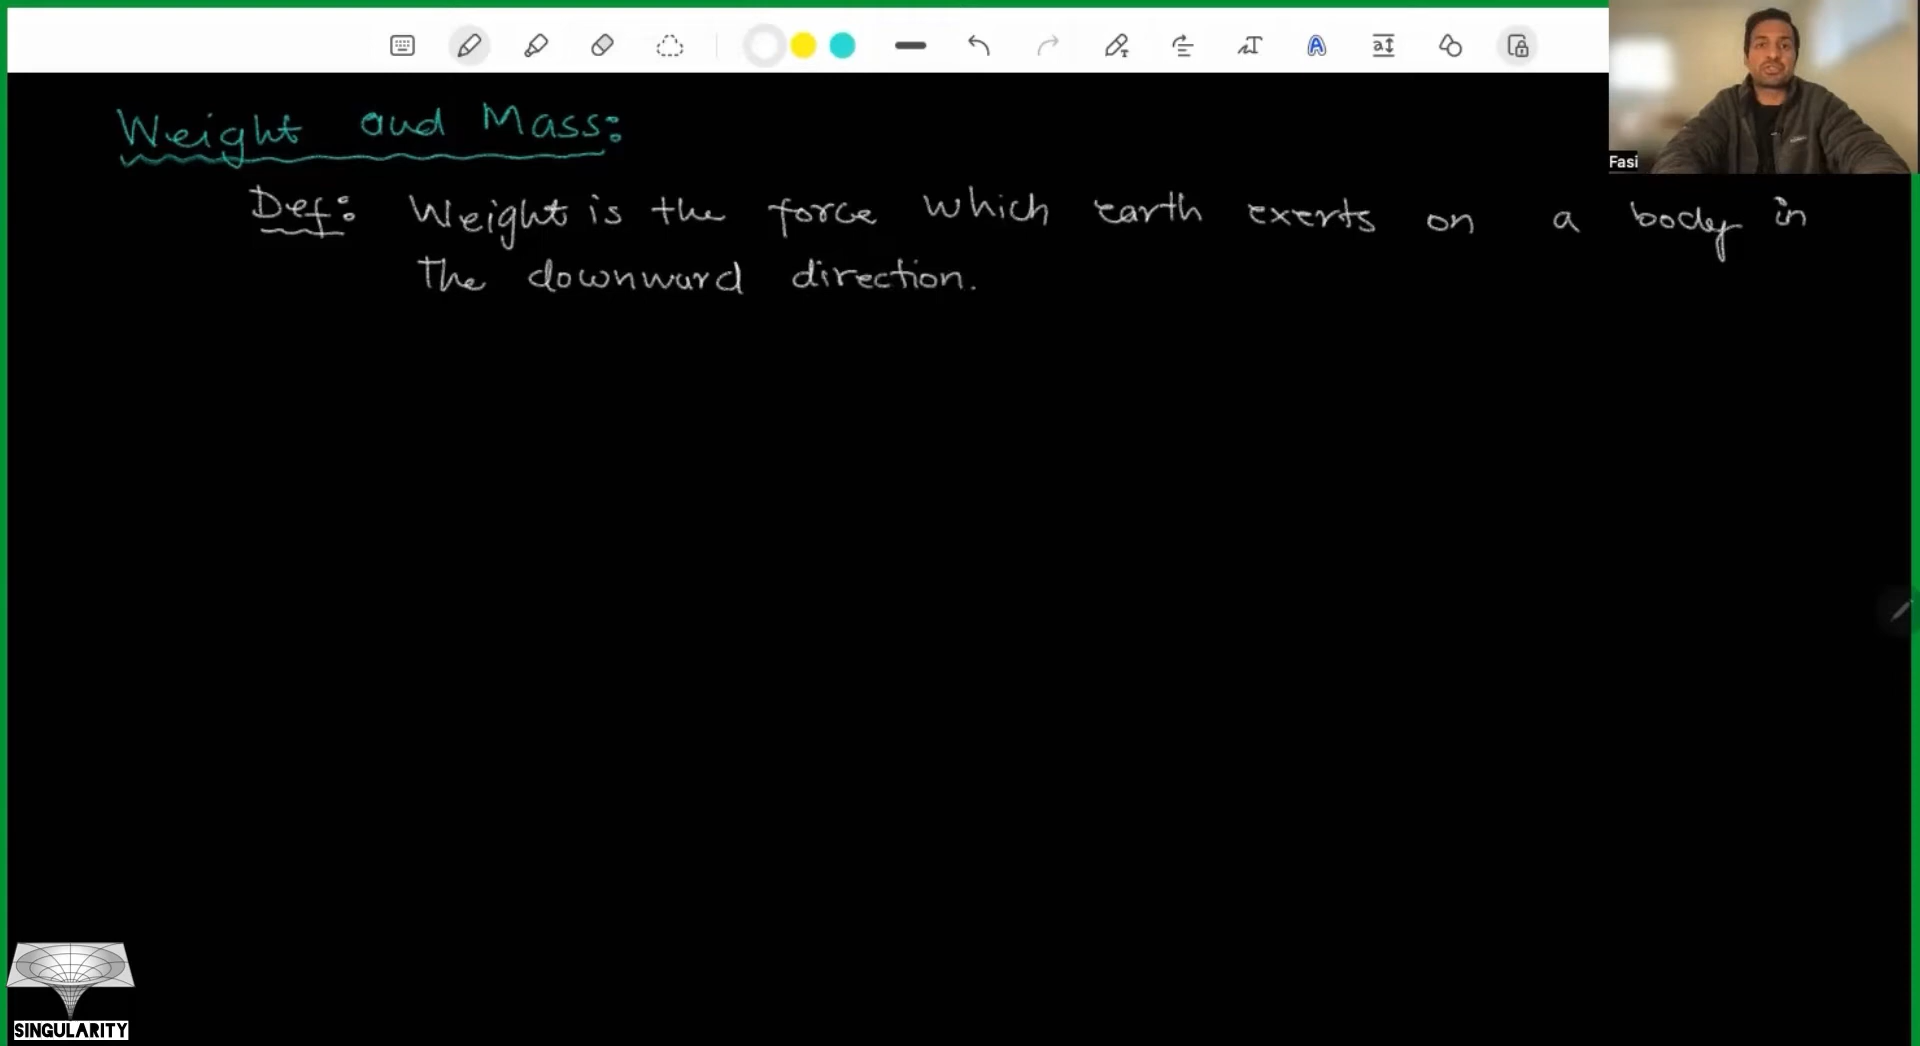 Fasi
Weight and Mass:
Def: Weight is the force which earth exerts on a body in
the downward direction.
SINGULARITY